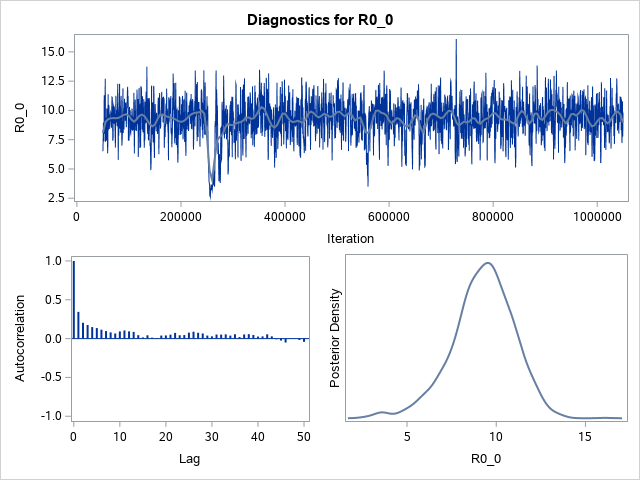 Diagnostics for R0_0
15.0
12.5
10.0
7.5
5.0
2.5
R0_0
0 200000 400000 600000 800000 1000000
Iteration
1.0
0.5
0.0
-0.5
-1.0
Autocorrelation
0 10 20 30 40 50
Lag
Posterior Density
5 10 15
R0_0